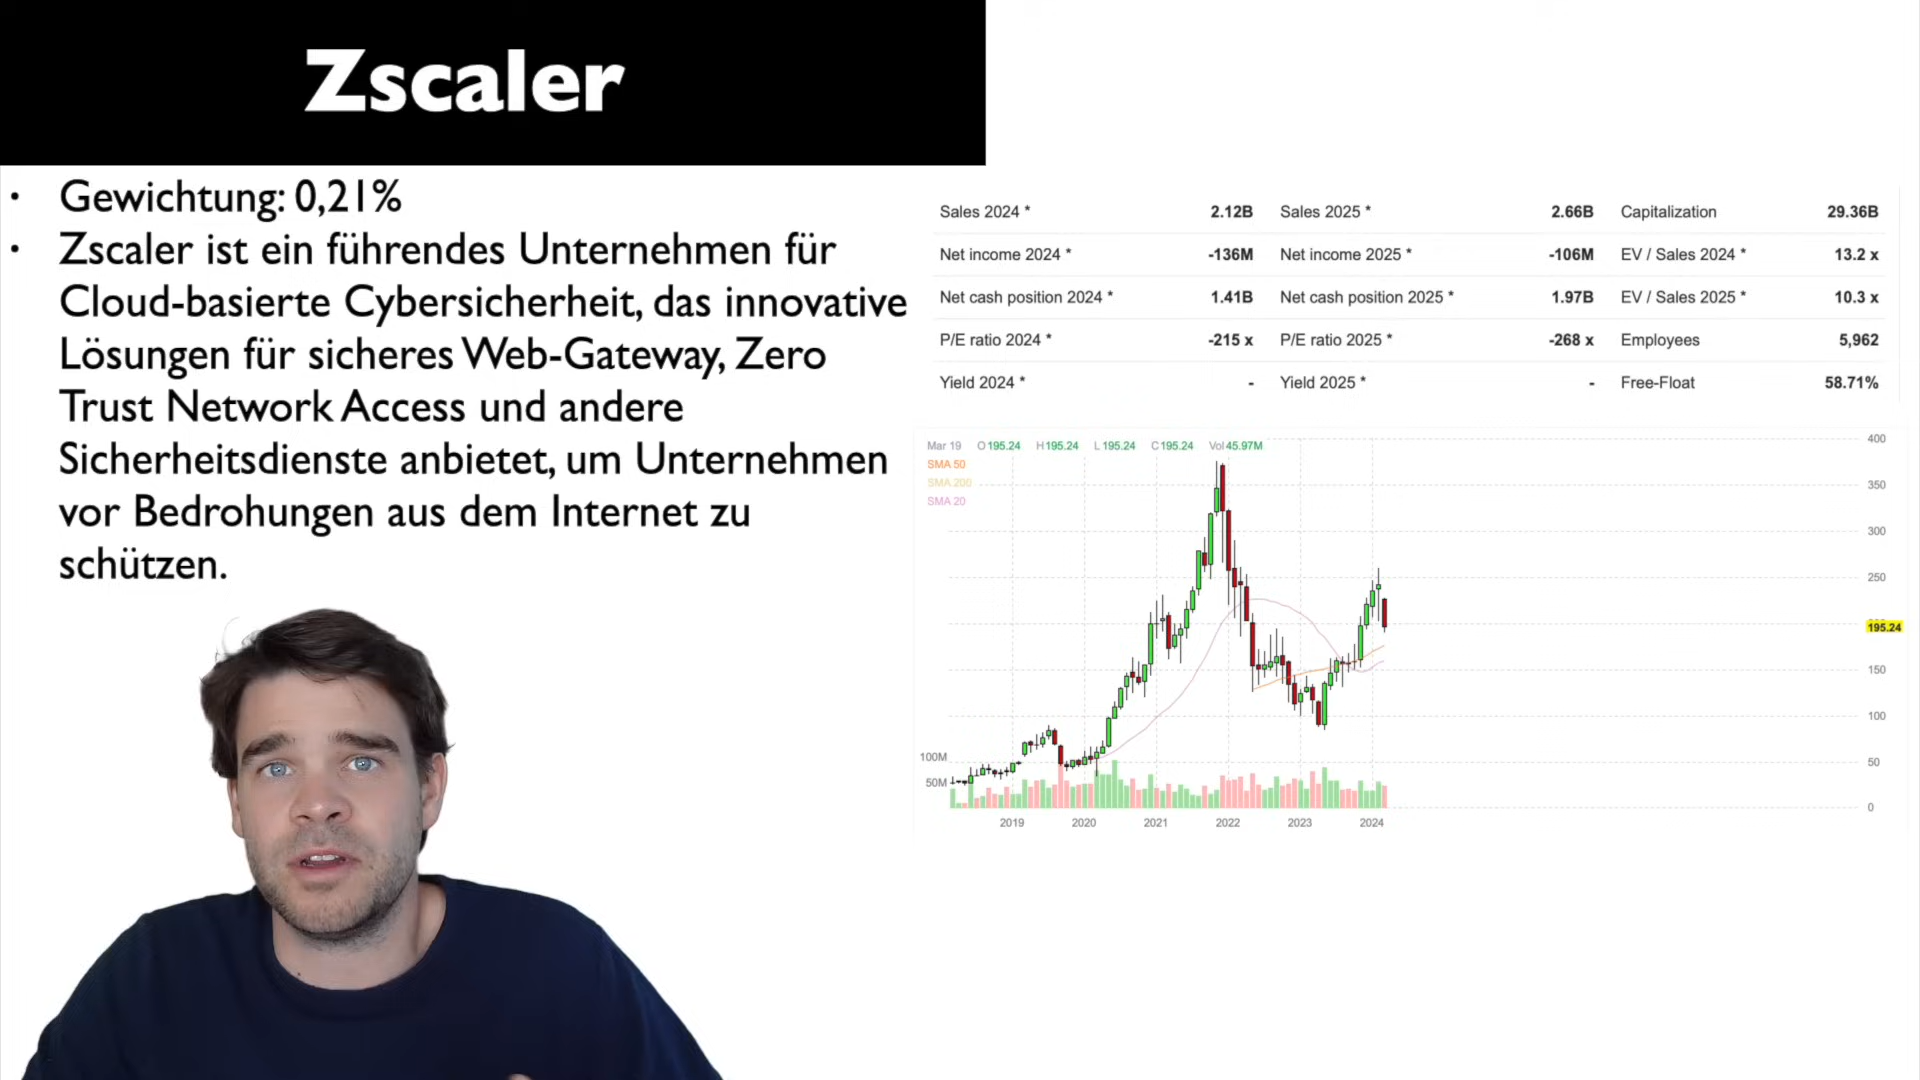 Zscaler
• Gewichtung: 0,21%
• Zscaler ist ein führendes Unternehmen für
Cloud-basierte Cybersicherheit, das innovative
Lösungen für sicheres Web-Gateway, Zero
Trust Network Access und andere
Sicherheitsdienste anbietet, um Unternehmen
vor Bedrohungen aus dem Internet zu
schützen.
Sales 2024 * 2.12B Sales 2025 * 2.66B Capitalization 29.36B
Net income 2024 * -136M Net income 2025 * -106M EV / Sales 2024 * 13.2 x
Net cash position 2024 * 1.41B Net cash position 2025 * 1.97B EV / Sales 2025 * 10.3 x
P/E ratio 2024 * -215 x P/E ratio 2025 * -268 x Employees 5,962
Yield 2024 * - Yield 2025 * - Free-Float 58.71%
Mar 19 O 195.24 H 195.24 L 195.24 C 195.24 Vol 45.97M
SMA 50
SMA 200
SMA 20
400
350
300
250
195.24
150
100
50
0
100M
50M
2019 2020 2021 2022 2023 2024